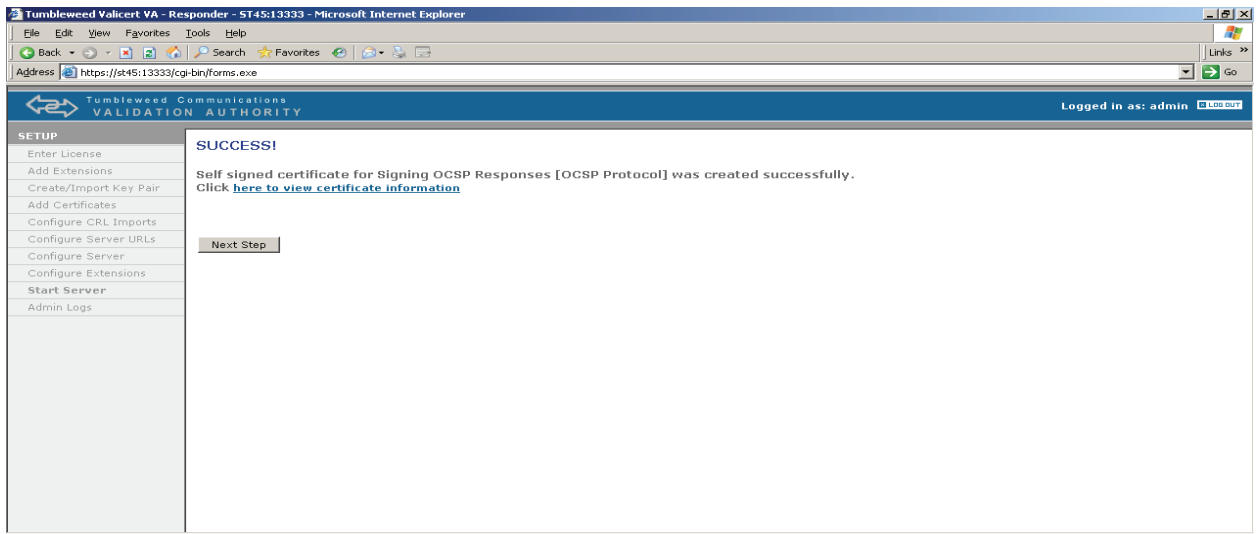 Tumbleweed Valicert VA - Responder - ST45:13333 - Microsoft Internet Explorer
File Edit View Favorites Tools Help
Back Search Favorites Links »
Address https://st45:13333/cgi-bin/forms.exe Go
Tumbleweed Communications
VALIDATION AUTHORITY
Logged in as: admin LOG OUT
SETUP
Enter License
Add Extensions
Create/Import Key Pair
Add Certificates
Configure CRL Imports
Configure Server URLs
Configure Server
Configure Extensions
Start Server
Admin Logs
SUCCESS!
Self signed certificate for Signing OCSP Responses [OCSP Protocol] was created successfully.
Click here to view certificate information
Next Step